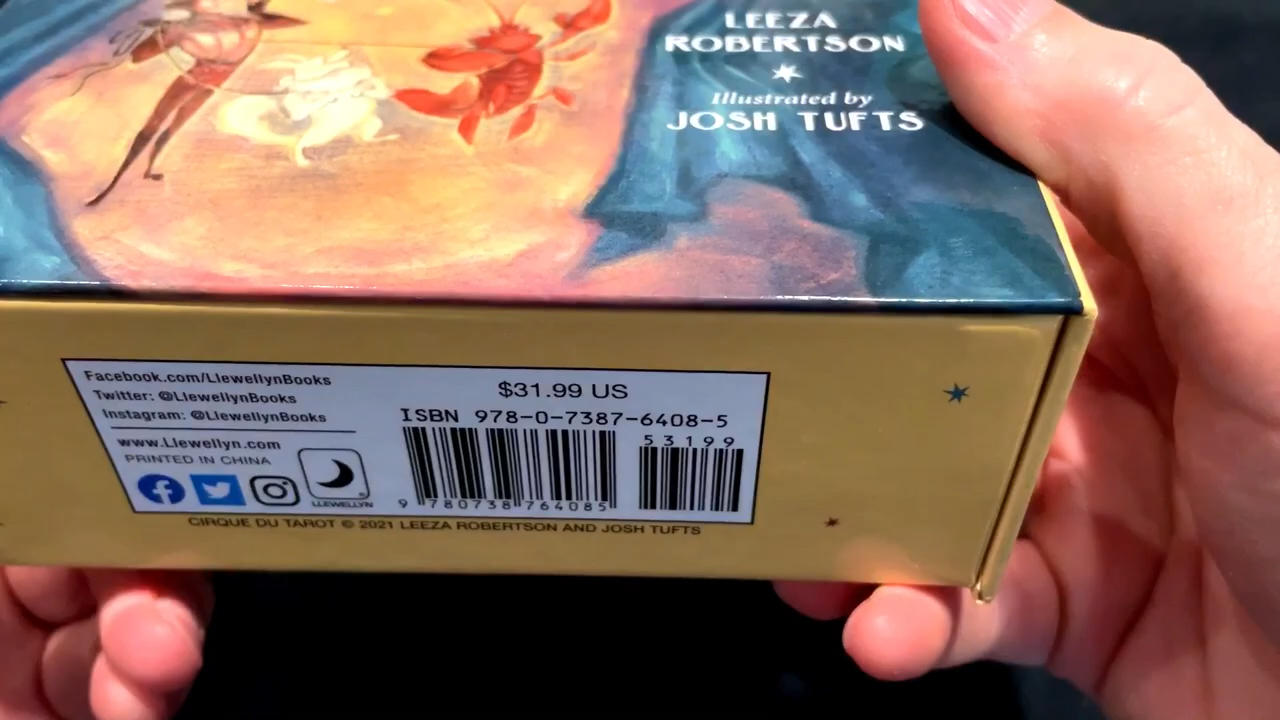 LEEZA
ROBERTSON
Illustrated by
JOSH TUFTS
Facebook.com/LlewellynBooks
Twitter: @LlewellynBooks
Instagram: @LlewellynBooks
www.Llewellyn.com
PRINTED IN CHINA
LLEWELLYN
$31.99 US
ISBN 978-0-7387-6408-5
53199
9 780738 764085
CIRQUE DU TAROT © 2021 LEEZA ROBERTSON AND JOSH TUFTS